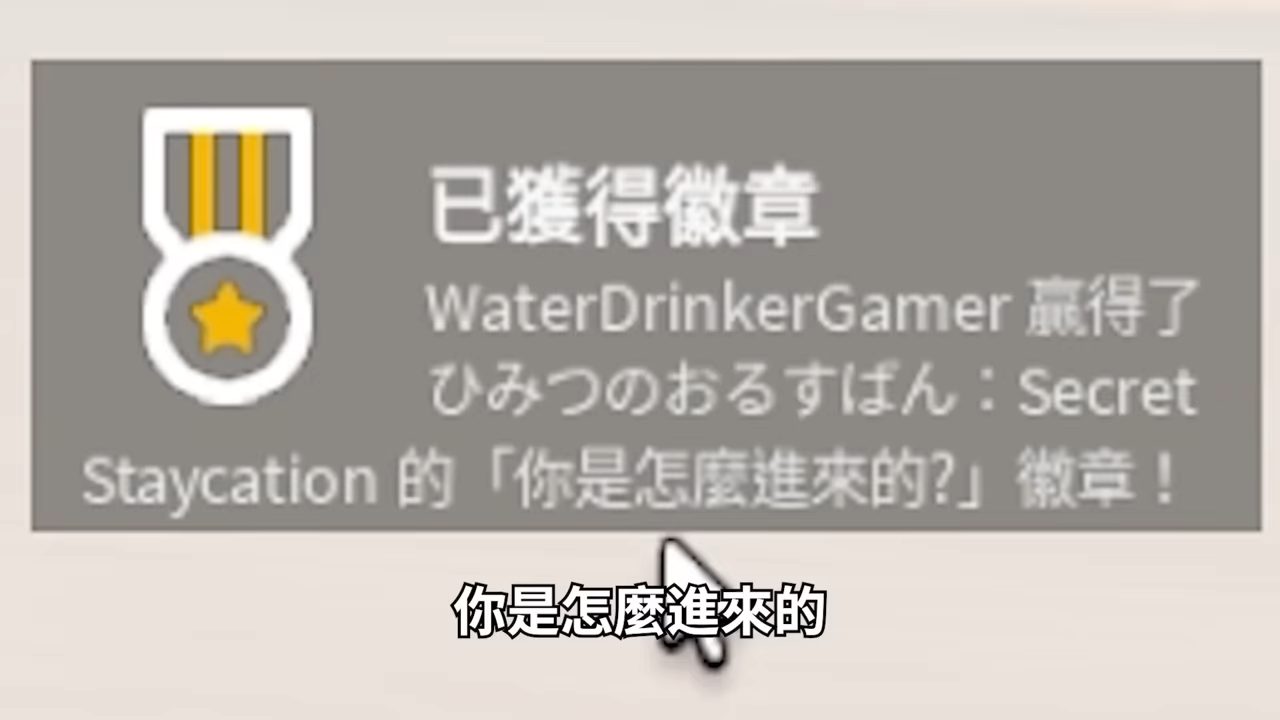 已獲得徽章
WaterDrinkerGamer 贏得了
ひみつのおるすばん：Secret
Staycation 的「你是怎麼進來的?」徽章！
你是怎麼進來的